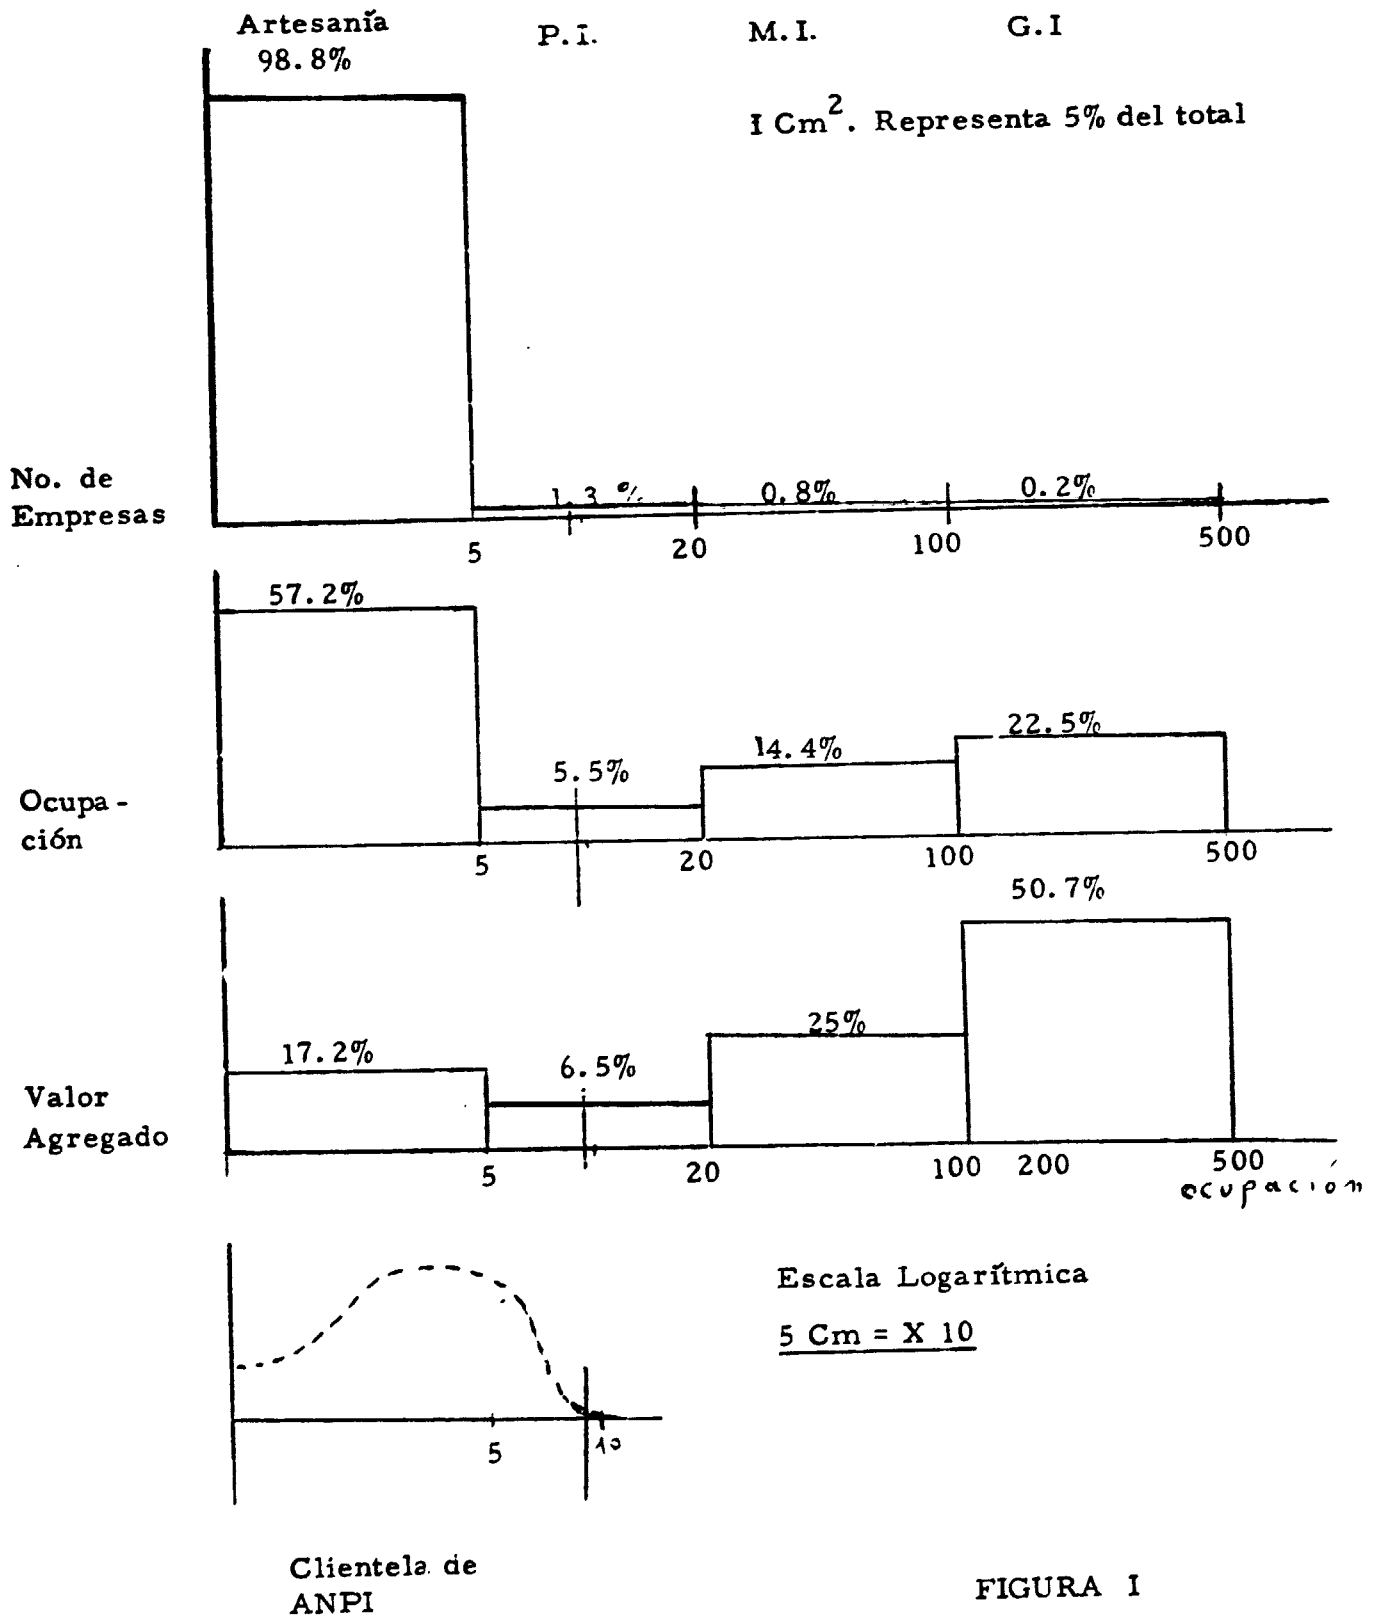 Artesanía P.I. M.I. G.I
98.8%
I Cm². Representa 5% del total
No. de
Empresas
1.3 % 0.8% 0.2%
5 20 100 500
57.2%
22.5%
14.4%
5.5%
Ocupa -
ción
5 20 100 500
50.7%
25%
17.2%
6.5%
Valor
Agregado
5 20 100 200 500
ocupación
Escala Logarítmica
5 Cm = X 10
5 10
Clientela de
ANPI
FIGURA I